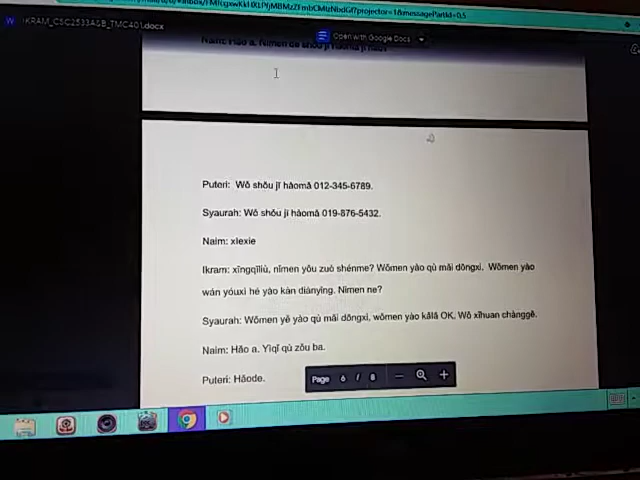 IKRAM_CSC2533A5B_TMC401.docx
Open with Google Docs
Puteri: Wǒ shǒu jī hàomǎ 012-345-6789.
Syaurah: Wǒ shǒu jī hàomǎ 019-876-5432.
Naim: xiexie
Ikram: xīngqīliù, nǐmen yǒu zuò shénme? Wǒmen yào qù mǎi dōngxi. Wǒmen yào
wán yóuxì hé yào kàn diànyǐng. Nǐmen ne?
Syaurah: Wǒmen yě yào qù mǎi dōngxi, wǒmen yào kǎlā OK. Wǒ xǐhuan chànggē.
Naim: Hǎo a. Yìqǐ qù zǒu ba.
Puteri: Hǎode.
Page 6 / 8